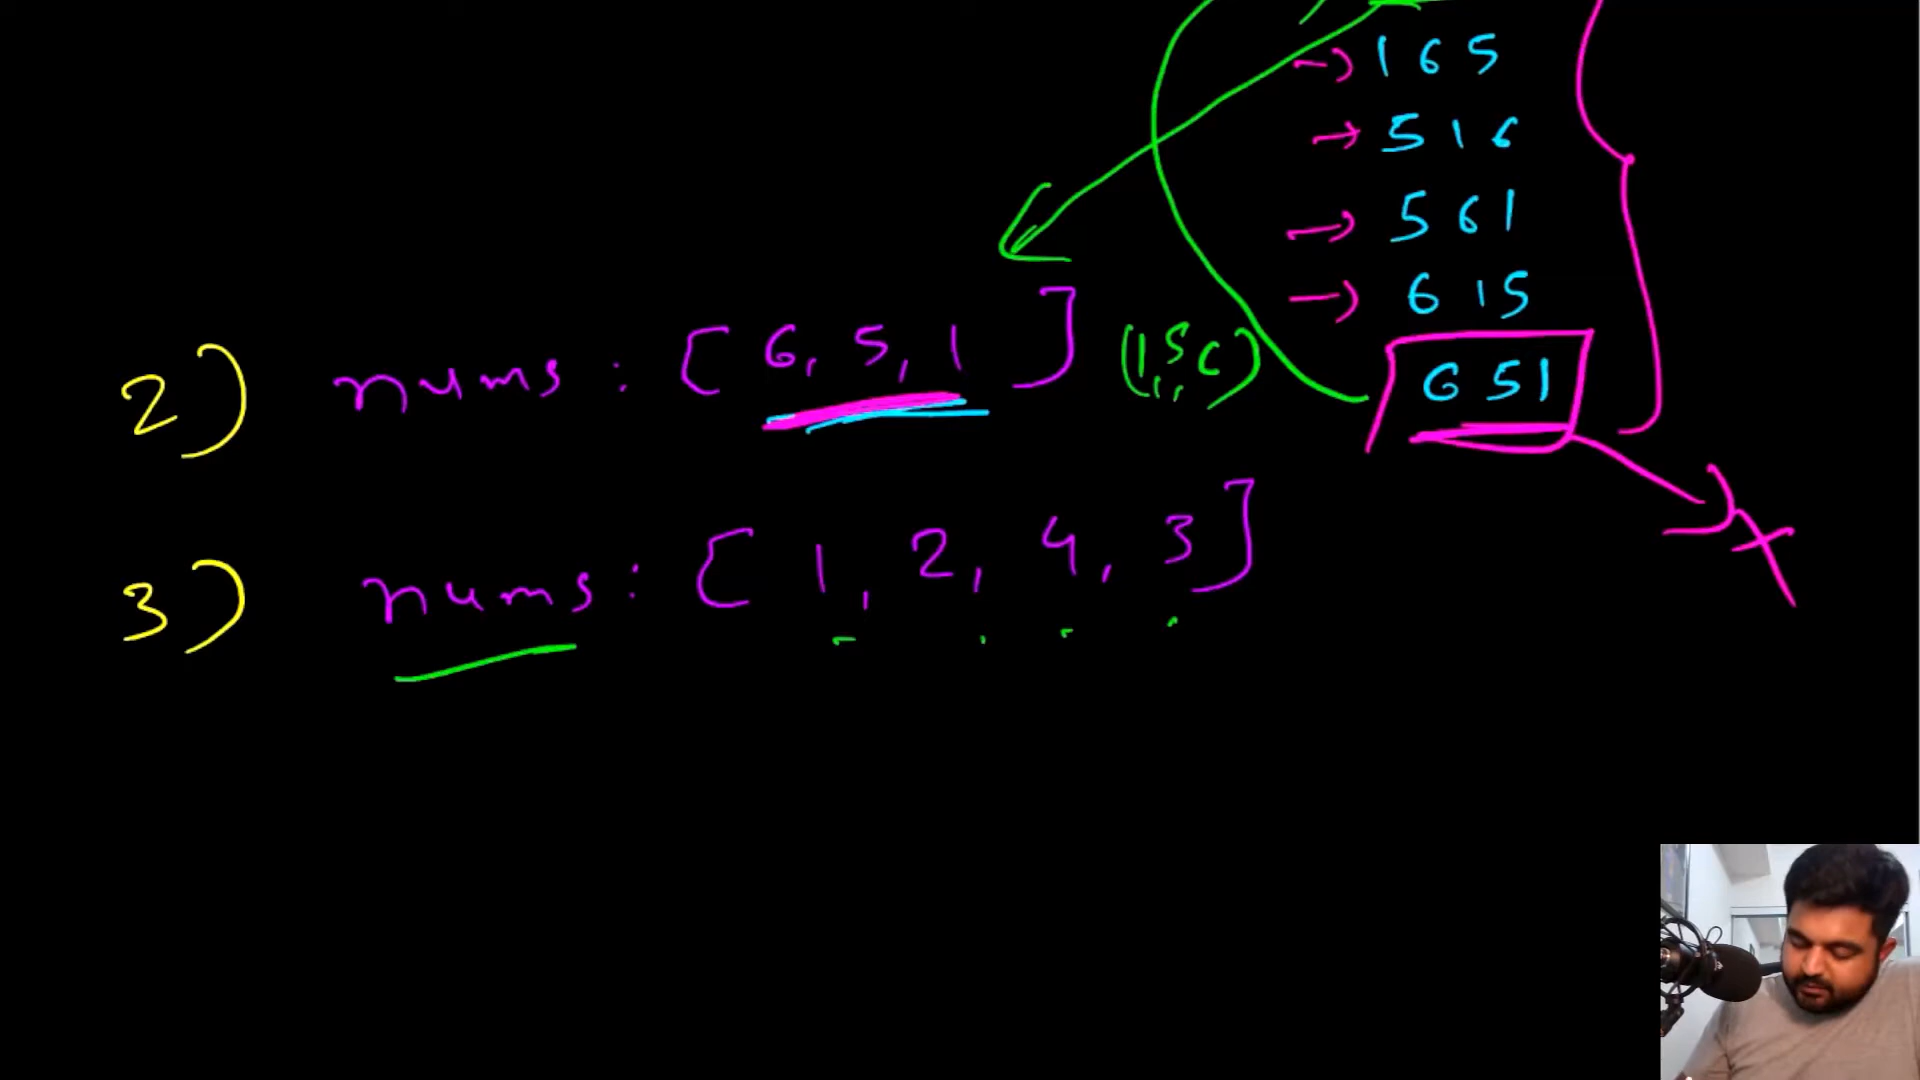 → 1 6 5
→ 5 1 6
→ 5 6 1
→ 6 1 5
6 5 1
2) nums : [ 6, 5, 1 ] (1, 5, 6)
3) nums : [ 1, 2, 4, 3 ]